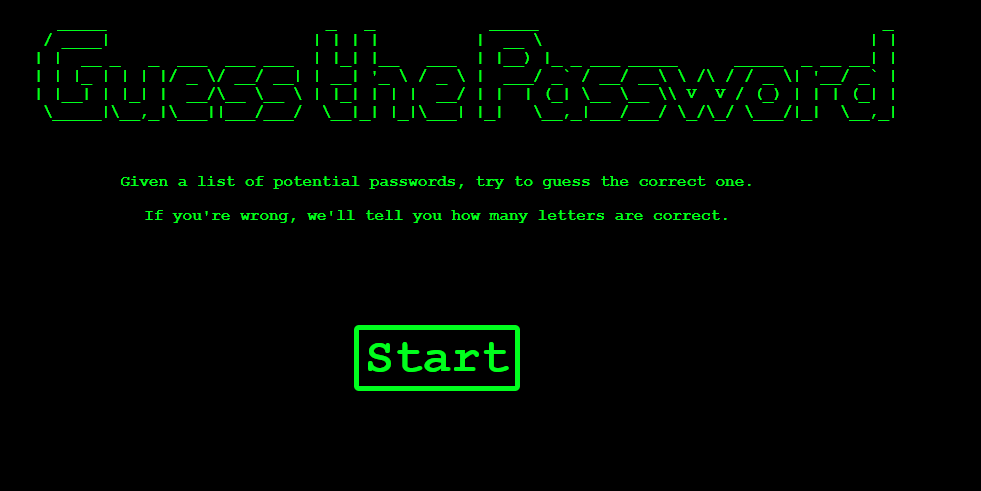 Guess the Password
Given a list of potential passwords, try to guess the correct one.
If you're wrong, we'll tell you how many letters are correct.
Start